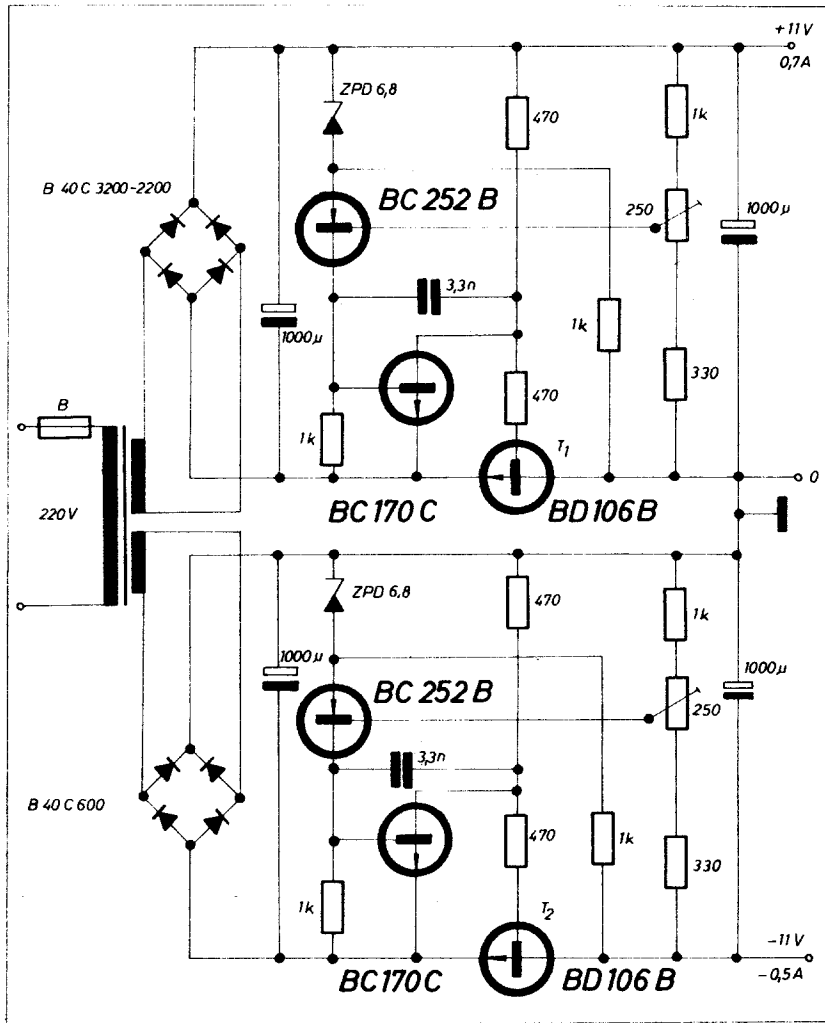 +11V
0,7A
ZPD 6,8
470
1k
B 40 C 3200-2200
BC 252 B
250
1000µ
3,3n
1000µ
1k
330
B
470
1k
T1
220V
0
BC 170 C
BD 106 B
ZPD 6,8
470
1k
1000µ
1000µ
BC 252 B
250
3,3n
B 40 C 600
470
1k
330
1k
T2
-11V
-0,5A
BC 170 C
BD 106 B